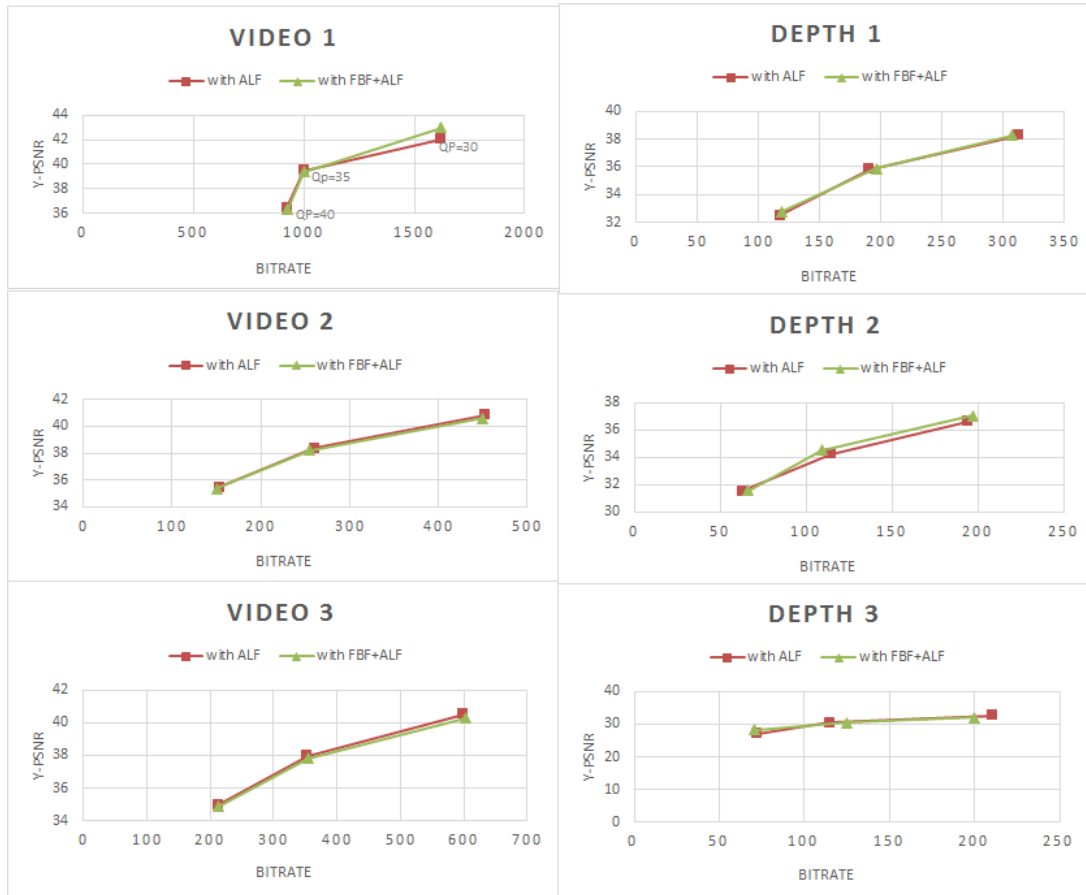 VIDEO 1
with ALF with FBF+ALF
44
42
40
38
36
Y-PSNR
QP=30
Qp=35
QP=40
0 500 1000 1500 2000
BITRATE
DEPTH 1
with ALF with FBF+ALF
40
38
36
34
32
Y-PSNR
0 50 100 150 200 250 300 350
BITRATE
VIDEO 2
with ALF with FBF+ALF
42
40
38
36
34
Y-PSNR
0 100 200 300 400 500
BITRATE
DEPTH 2
with ALF with FBF+ALF
38
36
34
32
30
Y-PSNR
0 50 100 150 200 250
BITRATE
VIDEO 3
with ALF with FBF+ALF
42
40
38
36
34
Y-PSNR
0 100 200 300 400 500 600 700
BITRATE
DEPTH 3
with ALF with FBF+ALF
40
30
20
10
0
Y-PSNR
0 50 100 150 200 250
BITRATE